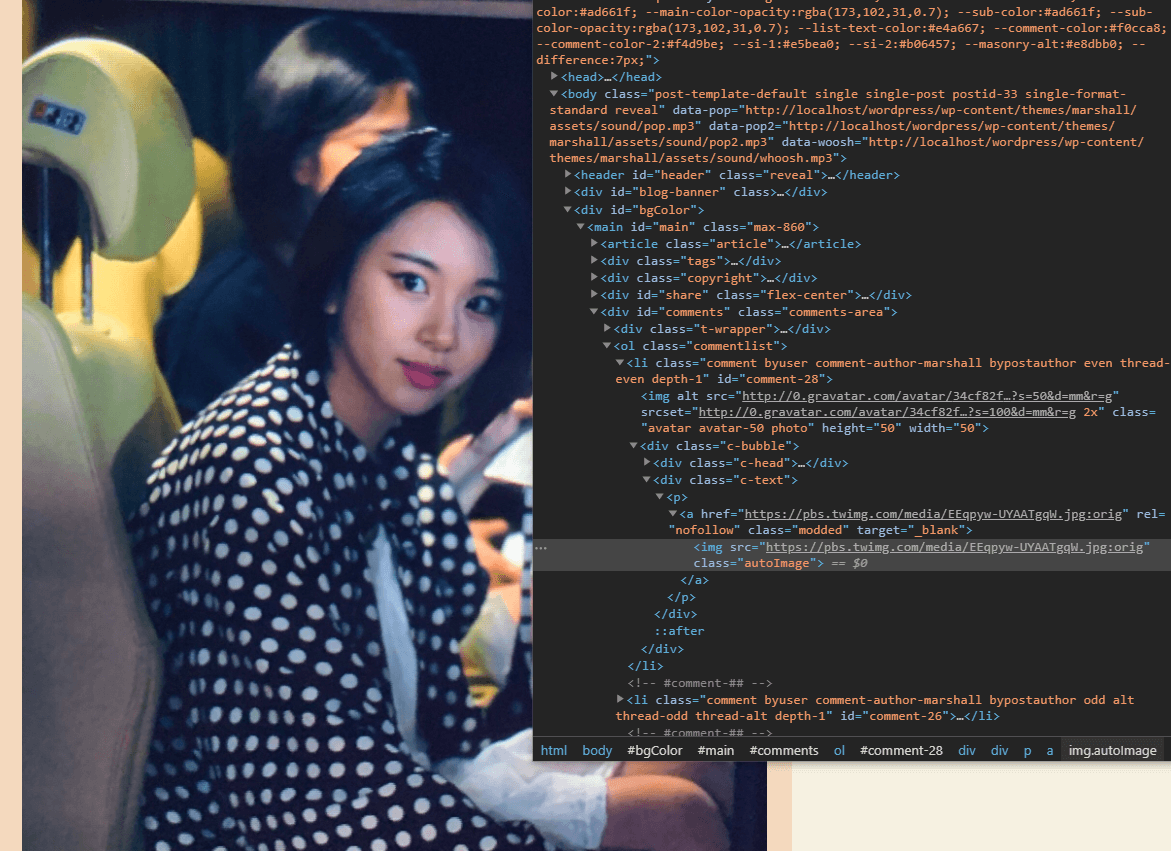 color:#ad661f; --main-color-opacity:rgba(173,102,31,0.7); --sub-color:#ad661f; --sub-
color-opacity:rgba(173,102,31,0.7); --list-text-color:#e4a667; --comment-color:#f0cca8;
--comment-color-2:#f4d9be; --si-1:#e5bea0; --si-2:#b06457; --masonry-alt:#e8dbb0; --
difference:7px;">
<head>…</head>
<body class="post-template-default single single-post postid-33 single-format-
standard reveal" data-pop="http://localhost/wordpress/wp-content/themes/marshall/
assets/sound/pop.mp3" data-pop2="http://localhost/wordpress/wp-content/themes/
marshall/assets/sound/pop2.mp3" data-woosh="http://localhost/wordpress/wp-content/
themes/marshall/assets/sound/whoosh.mp3">
<header id="header" class="reveal">…</header>
<div id="blog-banner" class>…</div>
<div id="bgColor">
<main id="main" class="max-860">
<article class="article">…</article>
<div class="tags">…</div>
<div class="copyright">…</div>
<div id="share" class="flex-center">…</div>
<div id="comments" class="comments-area">
<div class="t-wrapper">…</div>
<ol class="commentlist">
<li class="comment byuser comment-author-marshall bypostauthor even thread-
even depth-1" id="comment-28">
<img alt src="http://0.gravatar.com/avatar/34cf82f…?s=50&d=mm&r=g"
srcset="http://0.gravatar.com/avatar/34cf82f…?s=100&d=mm&r=g 2x" class=
"avatar avatar-50 photo" height="50" width="50">
<div class="c-bubble">
<div class="c-head">…</div>
<div class="c-text">
<p>
<a href="https://pbs.twimg.com/media/EEqpyw-UYAATgqW.jpg:orig" rel=
"nofollow" class="modded" target="_blank">
<img src="https://pbs.twimg.com/media/EEqpyw-UYAATgqW.jpg:orig"
class="autoImage"> == $0
</a>
</p>
</div>
::after
</div>
</li>
<!-- #comment-## -->
<li class="comment byuser comment-author-marshall bypostauthor odd alt
thread-odd thread-alt depth-1" id="comment-26">…</li>
<!-- #comment-## -->
html body #bgColor #main #comments ol #comment-28 div div p a img.autoImage